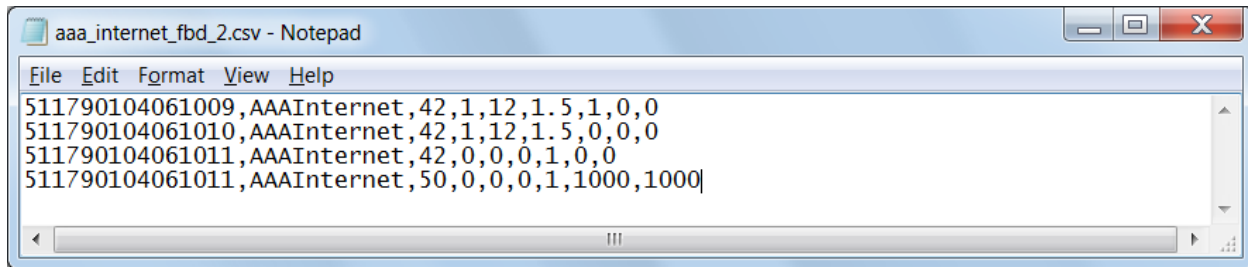 aaa_internet_fbd_2.csv - Notepad
File Edit Format View Help
511790104061009,AAAInternet,42,1,12,1.5,1,0,0
511790104061010,AAAInternet,42,1,12,1.5,0,0,0
511790104061011,AAAInternet,42,0,0,0,1,0,0
511790104061011,AAAInternet,50,0,0,0,1,1000,1000